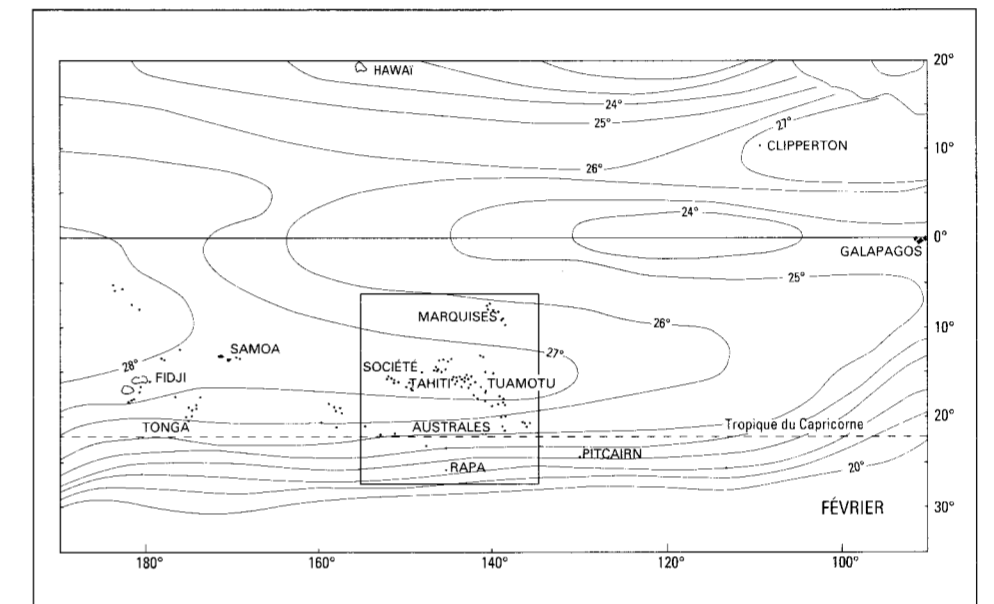 20°
HAWAÏ
24°
25°
27°
CLIPPERTON
10°
26°
24°
0°
GALAPAGOS
25°
MARQUISES
10°
26°
SAMOA
27°
28°
SOCIÉTÉ
FIDJI
TAHITI
TUAMOTU
20°
TONGA
AUSTRALES
Tropique du Capricorne
PITCAIRN
RAPA
20°
FÉVRIER
30°
180°
160°
140°
120°
100°